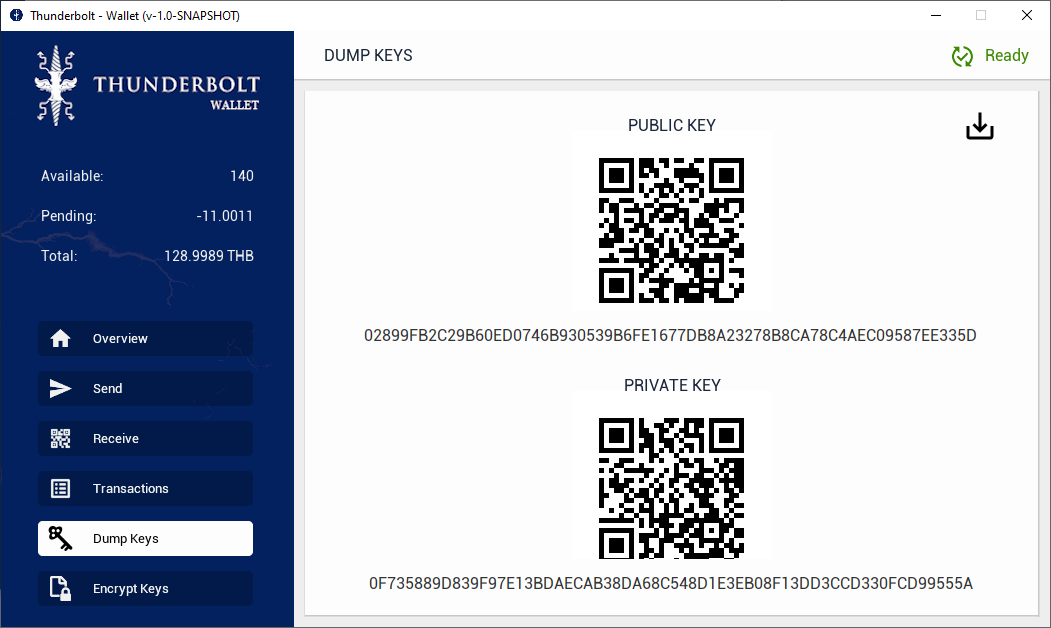 Thunderbolt - Wallet (v-1.0-SNAPSHOT)
THUNDERBOLT
WALLET
Available: 140
Pending: -11.0011
Total: 128.9989 THB
Overview
Send
Receive
Transactions
Dump Keys
Encrypt Keys
DUMP KEYS
Ready
PUBLIC KEY
02899FB2C29B60ED0746B930539B6FE1677DB8A23278B8CA78C4AEC09587EE335D
PRIVATE KEY
0F735889D839F97E13BDAECAB38DA68C548D1E3EB08F13DD3CCD330FCD99555A